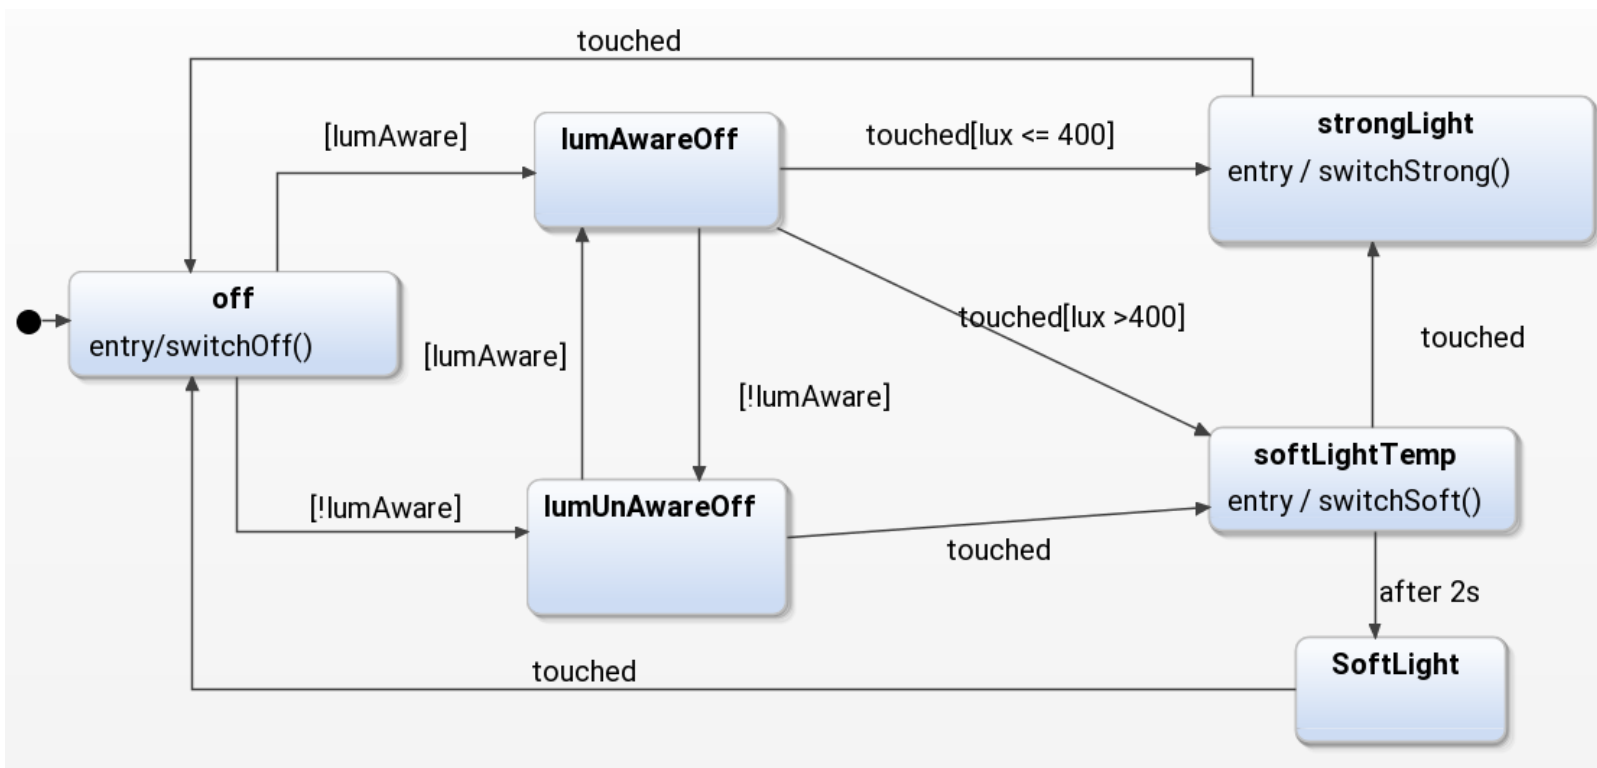 touched
[lumAware]
lumAwareOff
touched[lux <= 400]
strongLight
entry / switchStrong()
off
entry/switchOff()
[lumAware]
touched[lux >400]
touched
[!lumAware]
softLightTemp
entry / switchSoft()
[!lumAware]
lumUnAwareOff
touched
after 2s
touched
SoftLight